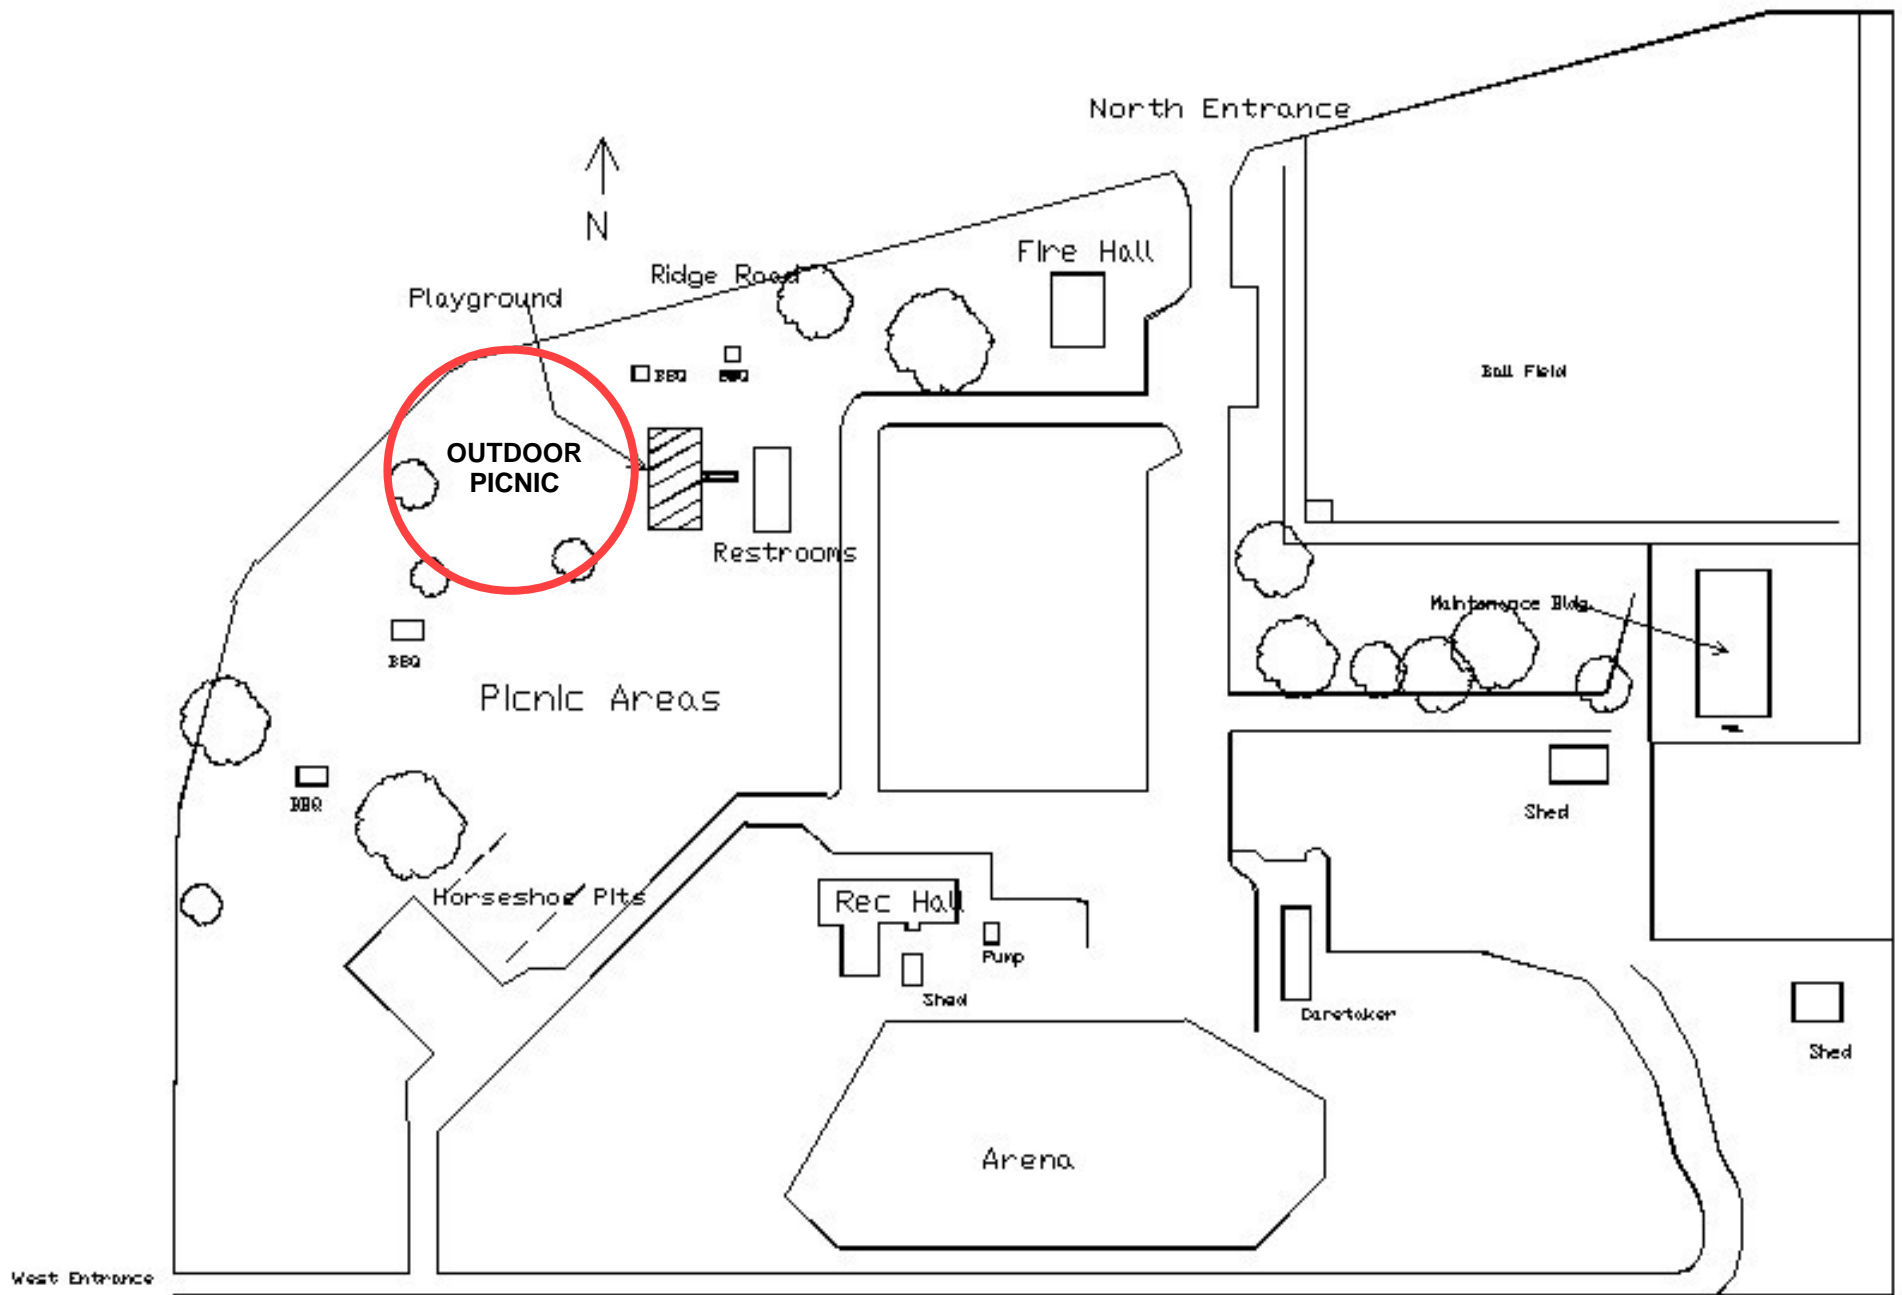 North Entrance
N
Fire Hall
Ridge Road
Playground
BBQ
Ball Field
OUTDOOR
PICNIC
Restrooms
Maintenance Bldg.
BBQ
Picnic Areas
BBQ
Shed
Horseshoe Pits
Rec Hall
Pump
Shed
Caretaker
Shed
Arena
West Entrance